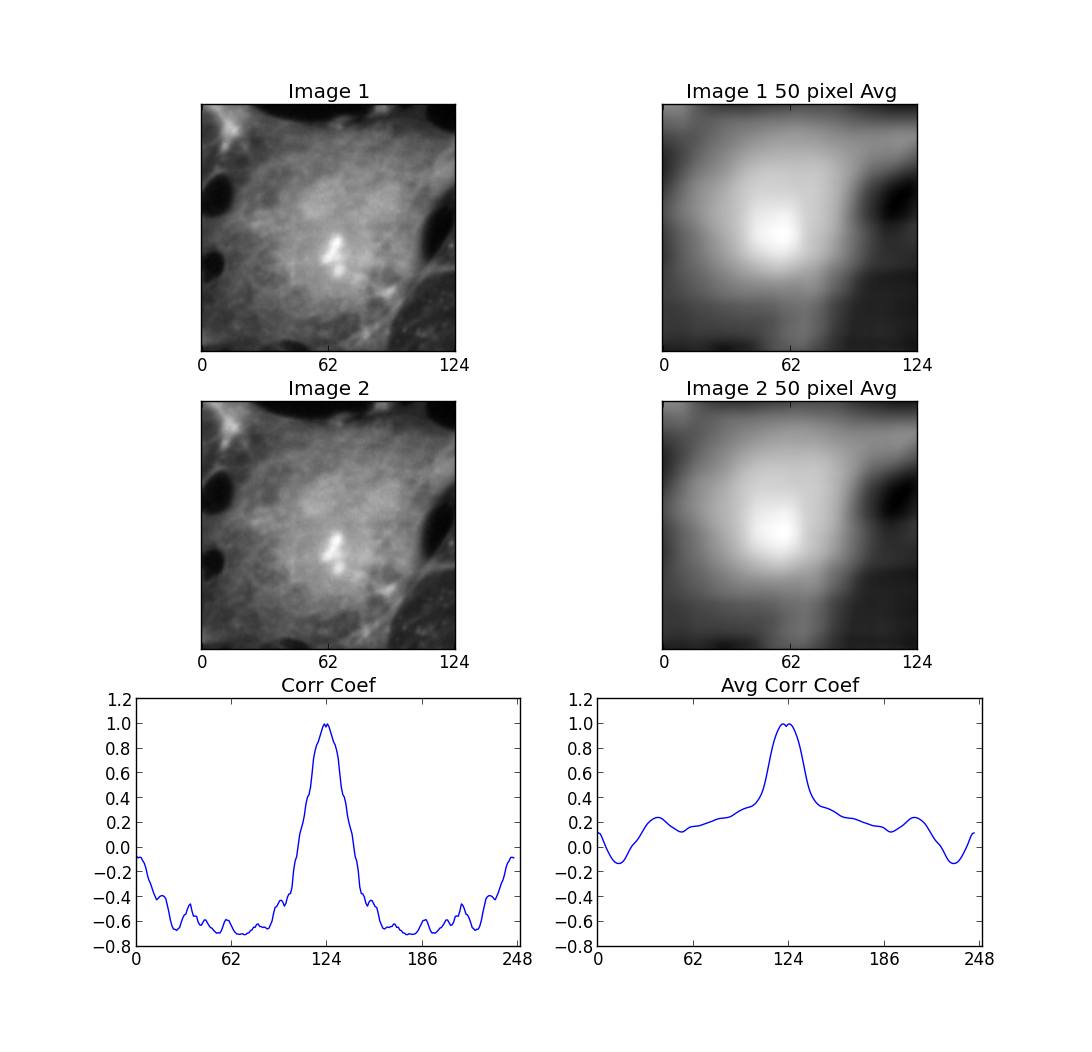 Image 1
Image 1 50 pixel Avg
0 62 124
0 62 124
Image 2
Image 2 50 pixel Avg
0 62 124
0 62 124
Corr Coef
Avg Corr Coef
1.2
1.0
0.8
0.6
0.4
0.2
0.0
−0.2
−0.4
−0.6
−0.8
0 62 124 186 248
1.2
1.0
0.8
0.6
0.4
0.2
0.0
−0.2
−0.4
−0.6
−0.8
0 62 124 186 248